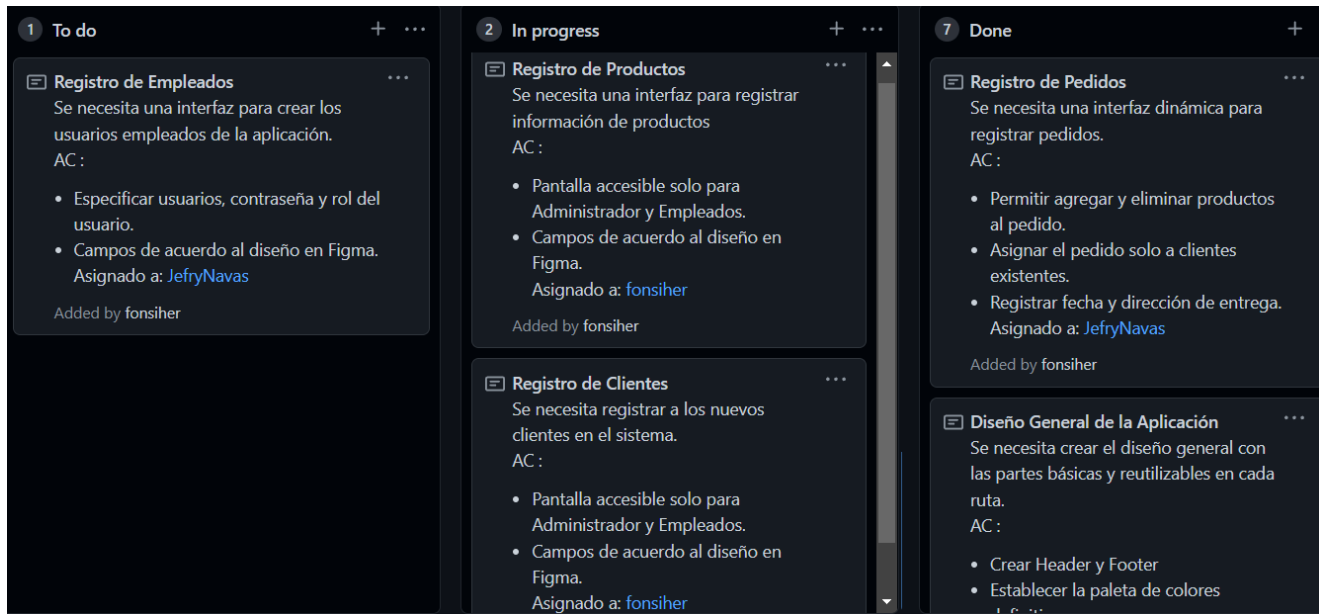 1 To do
Registro de Empleados
Se necesita una interfaz para crear los
usuarios empleados de la aplicación.
AC :
• Especificar usuarios, contraseña y rol del
usuario.
• Campos de acuerdo al diseño en Figma.
Asignado a: JefryNavas
Added by fonsiher
2 In progress
Registro de Productos
Se necesita una interfaz para registrar
información de productos
AC :
• Pantalla accesible solo para
Administrador y Empleados.
• Campos de acuerdo al diseño en
Figma.
Asignado a: fonsiher
Added by fonsiher
Registro de Clientes
Se necesita registrar a los nuevos
clientes en el sistema.
AC :
• Pantalla accesible solo para
Administrador y Empleados.
• Campos de acuerdo al diseño en
Figma.
Asignado a: fonsiher
7 Done
Registro de Pedidos
Se necesita una interfaz dinámica para
registrar pedidos.
AC :
• Permitir agregar y eliminar productos
al pedido.
• Asignar el pedido solo a clientes
existentes.
• Registrar fecha y dirección de entrega.
Asignado a: JefryNavas
Added by fonsiher
Diseño General de la Aplicación
Se necesita crear el diseño general con
las partes básicas y reutilizables en cada
ruta.
AC :
• Crear Header y Footer
• Establecer la paleta de colores